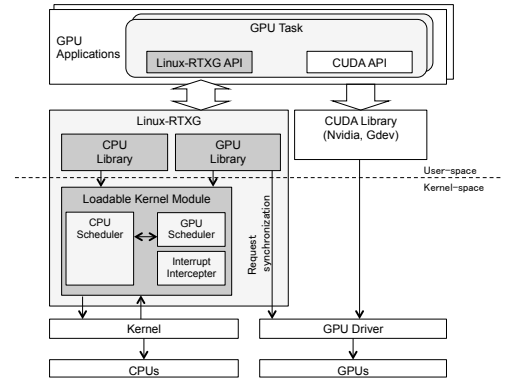 GPU
Applications
GPU Task
Linux-RTXG API
CUDA API
Linux-RTXG
CPU
Library
GPU
Library
CUDA Library
(Nvidia, Gdev)
User-space
Kernel-space
Loadable Kernel Module
CPU
Scheduler
GPU
Scheduler
Interrupt
Intercepter
Request
synchronization
Kernel
GPU Driver
CPUs
GPUs